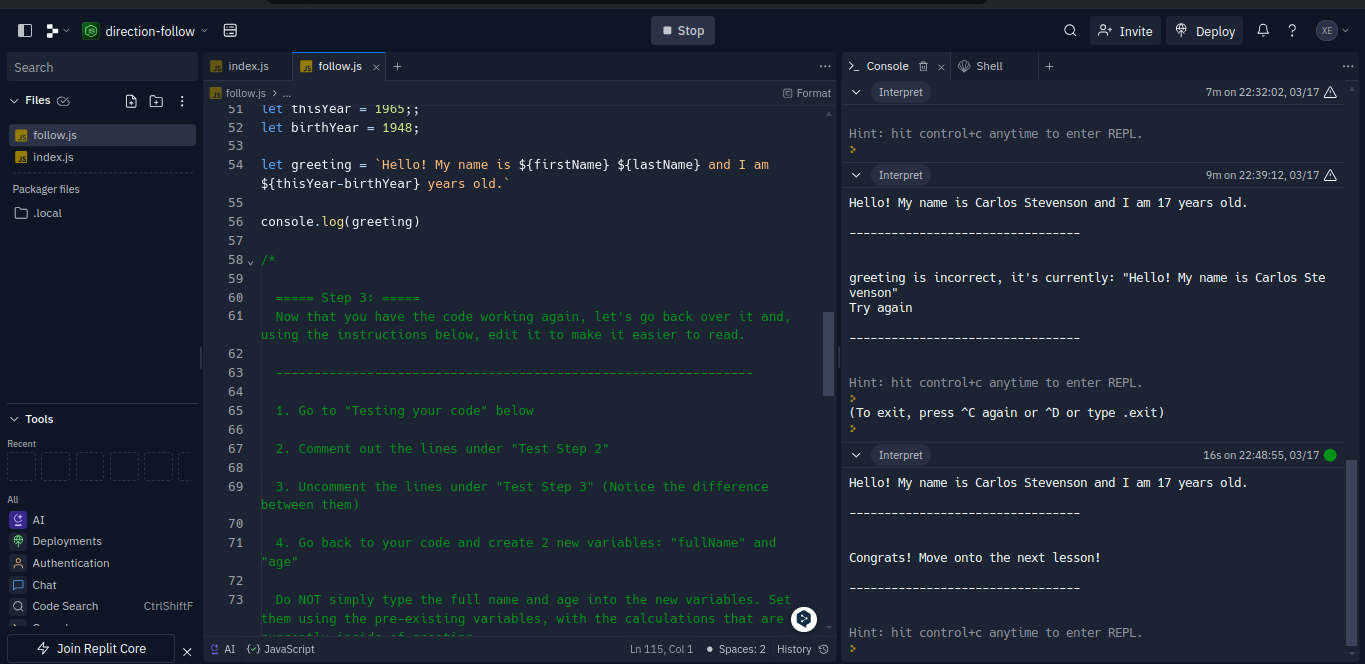 direction-follow
Stop
Invite
Deploy
XE
Search
Files
follow.js
index.js
Packager files
.local
Tools
Recent
All
AI
Deployments
Authentication
Chat
Code Search CtrlShiftF
Join Replit Core
index.js
follow.js
follow.js > ...
Format
51 let thisYear = 1965;;
52 let birthYear = 1948;
53
54 let greeting = `Hello! My name is ${firstName} ${lastName} and I am
${thisYear-birthYear} years old.`
55
56 console.log(greeting)
57
58 /*
59
60 ===== Step 3: =====
61 Now that you have the code working again, let's go back over it and,
using the instructions below, edit it to make it easier to read.
62
63 ---------------------------------------------------------------
64
65 1. Go to "Testing your code" below
66
67 2. Comment out the lines under "Test Step 2"
68
69 3. Uncomment the lines under "Test Step 3" (Notice the difference
between them)
70
71 4. Go back to your code and create 2 new variables: "fullName" and
"age"
72
73 Do NOT simply type the full name and age into the new variables. Set
them using the pre-existing variables, with the calculations that are
currently inside of greeting
AI
JavaScript
Ln 115, Col 1
Spaces: 2
History
Console
Shell
Interpret
7m on 22:32:02, 03/17
Hint: hit control+c anytime to enter REPL.
Interpret
9m on 22:39:12, 03/17
Hello! My name is Carlos Stevenson and I am 17 years old.
---------------------------------
greeting is incorrect, it's currently: "Hello! My name is Carlos Ste
venson"
Try again
---------------------------------
Hint: hit control+c anytime to enter REPL.
(To exit, press ^C again or ^D or type .exit)
Interpret
16s on 22:48:55, 03/17
Hello! My name is Carlos Stevenson and I am 17 years old.
---------------------------------
Congrats! Move onto the next lesson!
---------------------------------
Hint: hit control+c anytime to enter REPL.